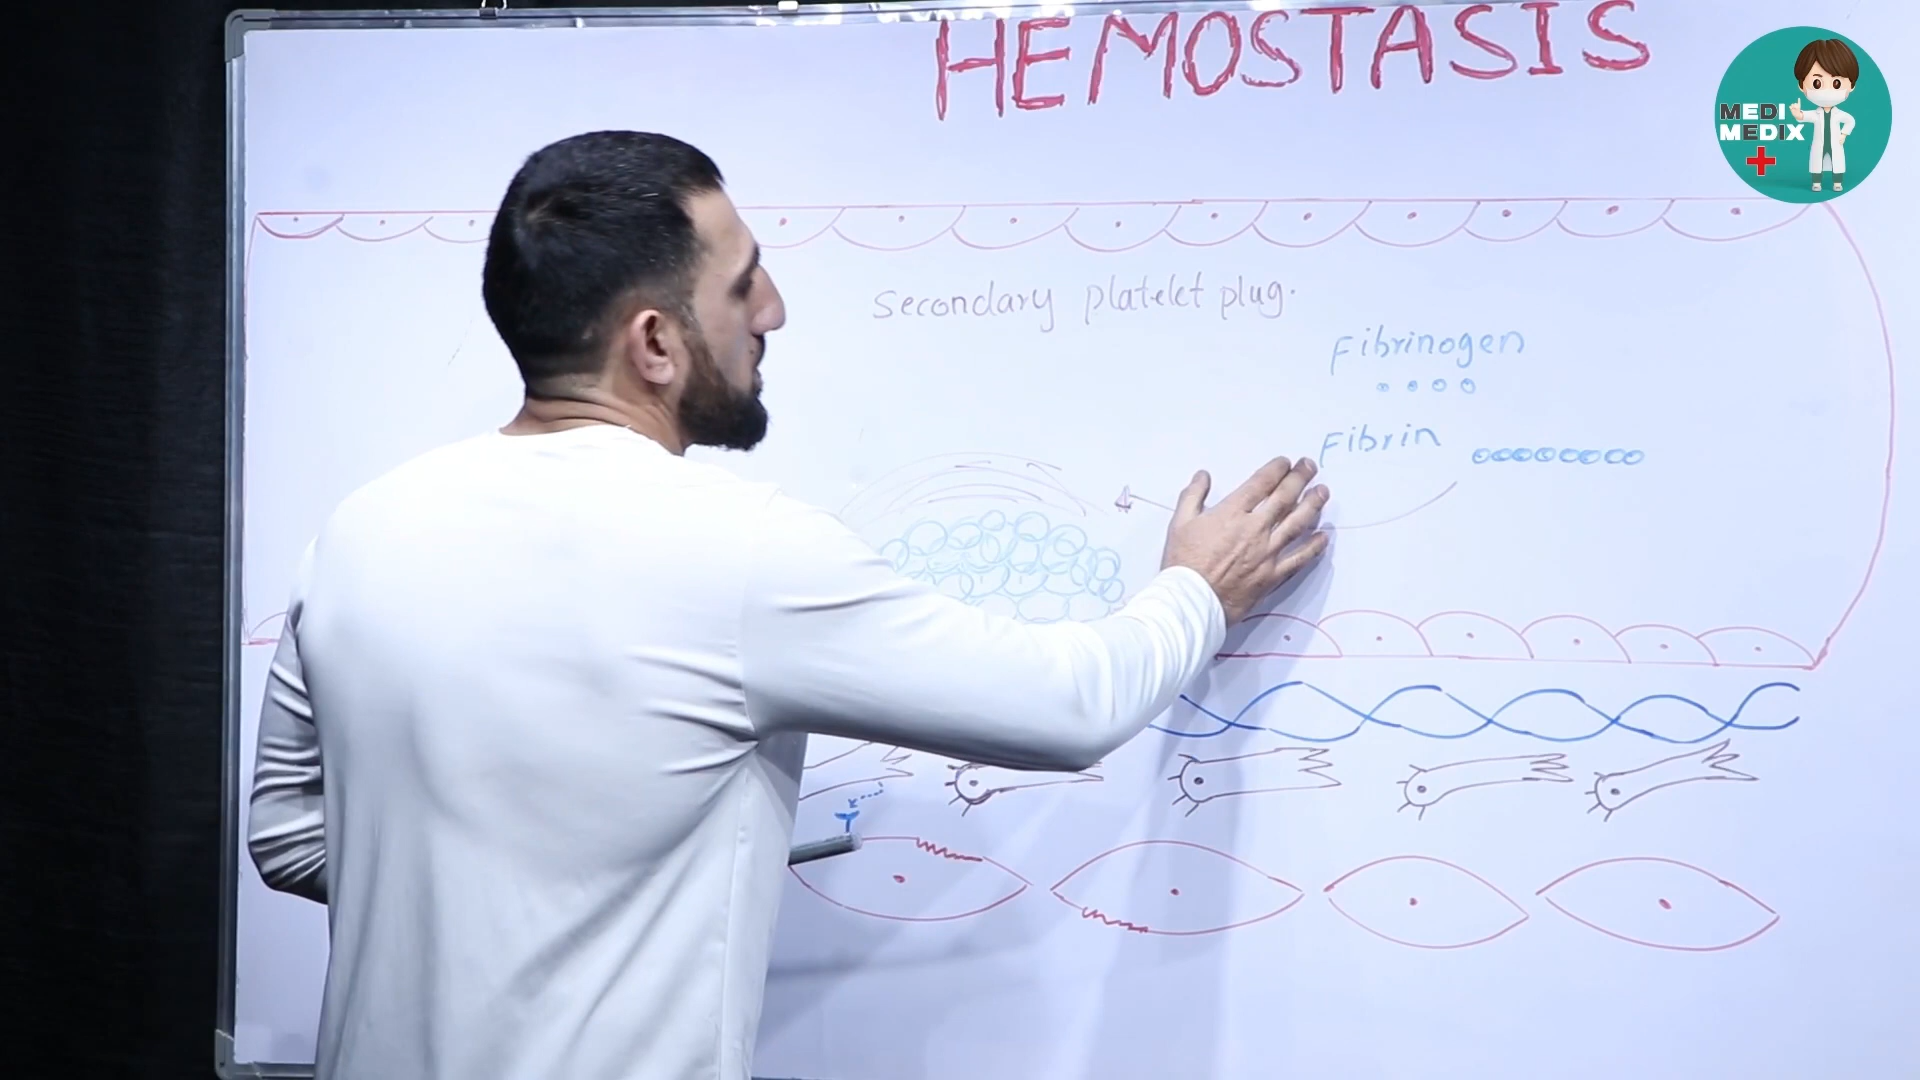 HEMOSTASIS
MEDI
MEDIX
Secondary platelet plug.
Fibrinogen
Fibrin